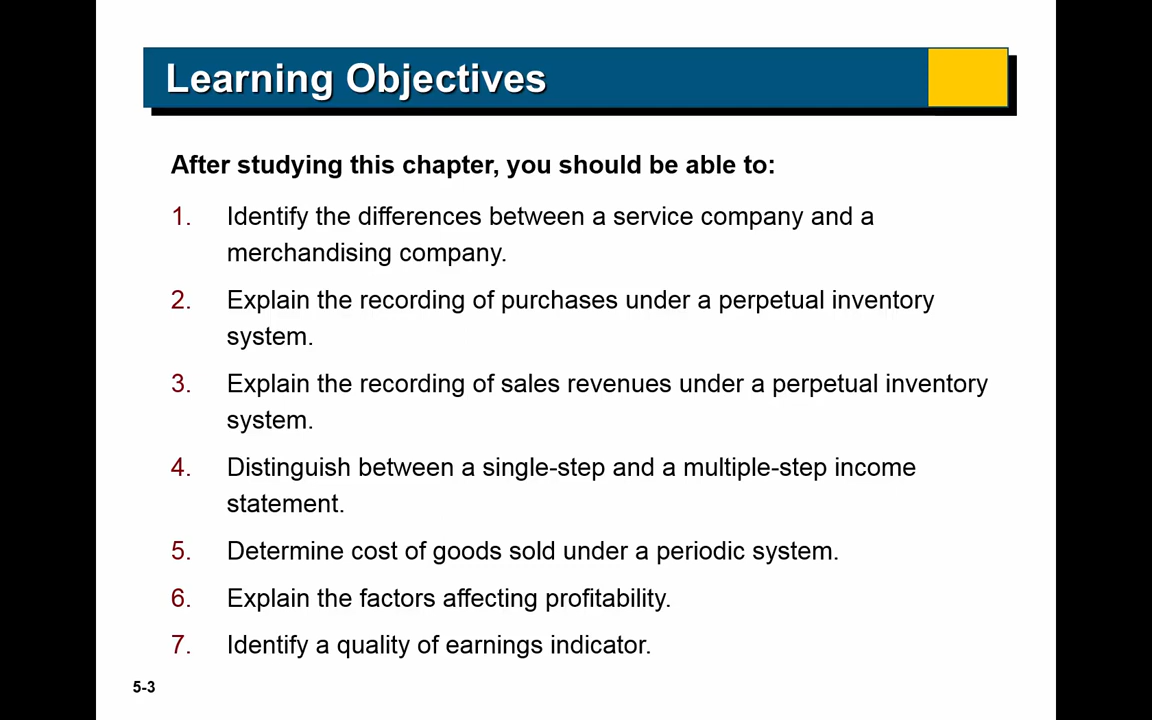 Learning Objectives
After studying this chapter, you should be able to:
1. Identify the differences between a service company and a
merchandising company.
2. Explain the recording of purchases under a perpetual inventory
system.
3. Explain the recording of sales revenues under a perpetual inventory
system.
4. Distinguish between a single-step and a multiple-step income
statement.
5. Determine cost of goods sold under a periodic system.
6. Explain the factors affecting profitability.
7. Identify a quality of earnings indicator.
5-3